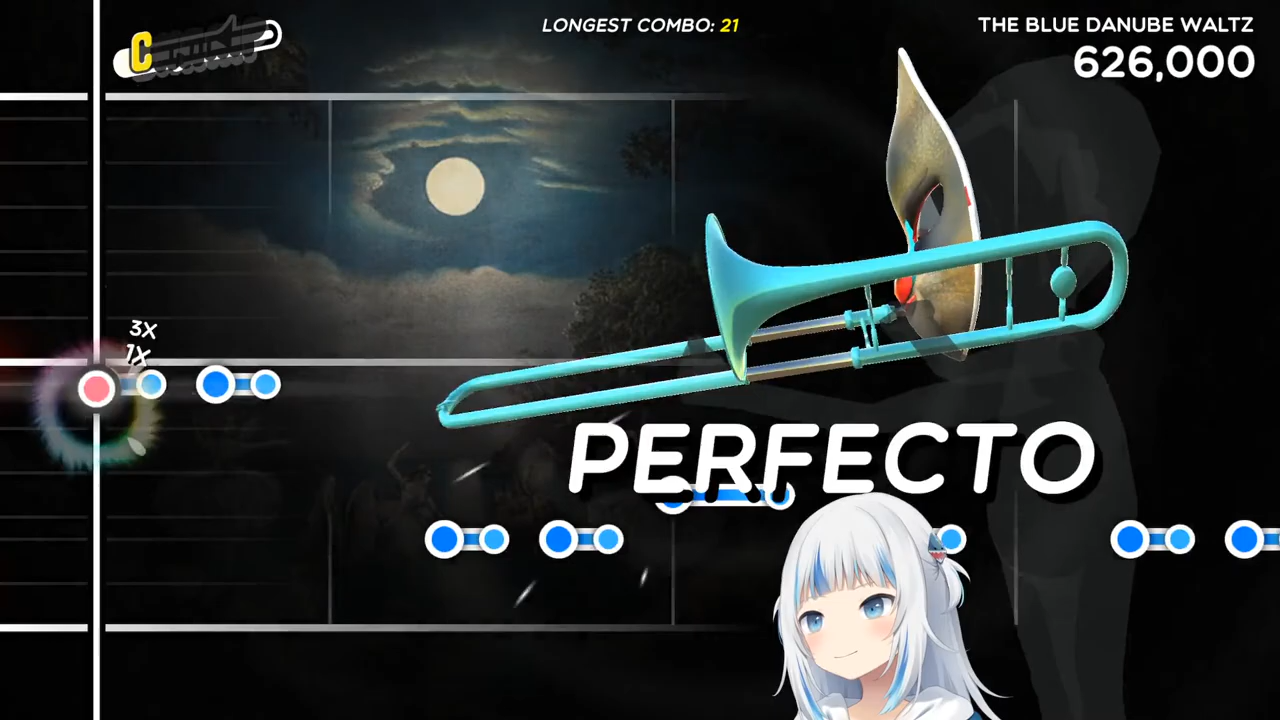 C
LONGEST COMBO: 21
THE BLUE DANUBE WALTZ
626,000
3X
1X
PERFECTO